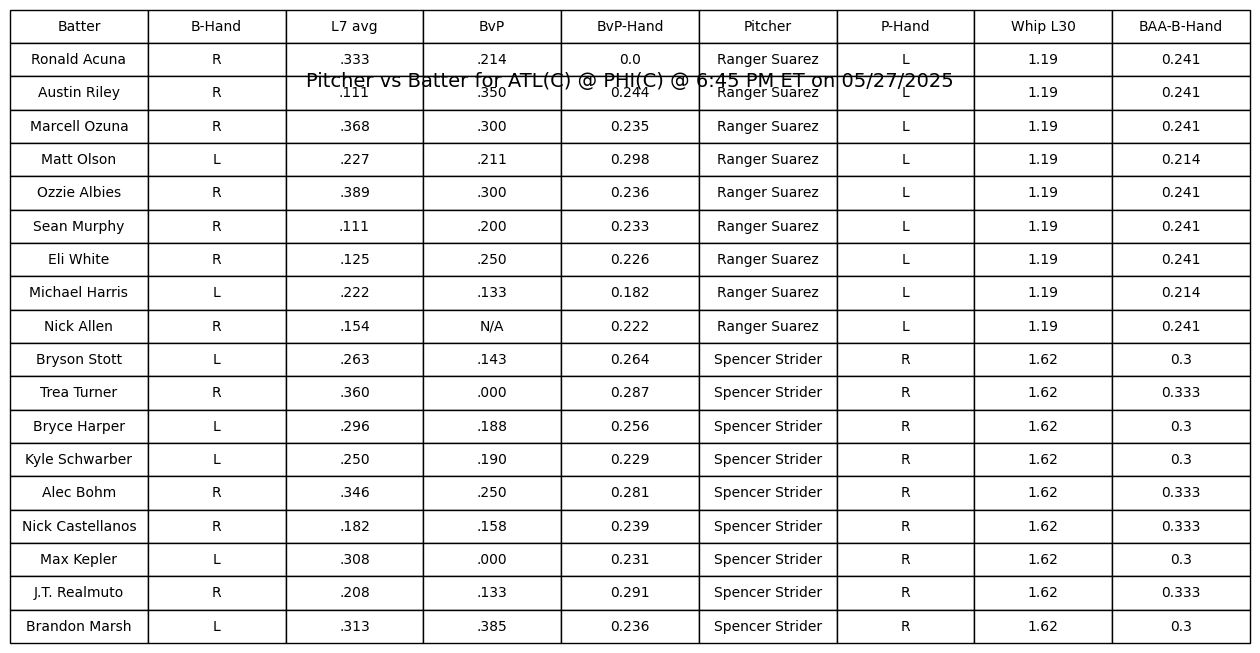 Batter B-Hand L7 avg BvP BvP-Hand Pitcher P-Hand Whip L30 BAA-B-Hand
Ronald Acuna R .333 .214 0.0 Ranger Suarez L 1.19 0.241
Pitcher vs Batter for ATL(C) @ PHI(C) @ 6:45 PM ET on 05/27/2025
Austin Riley R .111 .350 0.244 Ranger Suarez L 1.19 0.241
Marcell Ozuna R .368 .300 0.235 Ranger Suarez L 1.19 0.241
Matt Olson L .227 .211 0.298 Ranger Suarez L 1.19 0.214
Ozzie Albies R .389 .300 0.236 Ranger Suarez L 1.19 0.241
Sean Murphy R .111 .200 0.233 Ranger Suarez L 1.19 0.241
Eli White R .125 .250 0.226 Ranger Suarez L 1.19 0.241
Michael Harris L .222 .133 0.182 Ranger Suarez L 1.19 0.214
Nick Allen R .154 N/A 0.222 Ranger Suarez L 1.19 0.241
Bryson Stott L .263 .143 0.264 Spencer Strider R 1.62 0.3
Trea Turner R .360 .000 0.287 Spencer Strider R 1.62 0.333
Bryce Harper L .296 .188 0.256 Spencer Strider R 1.62 0.3
Kyle Schwarber L .250 .190 0.229 Spencer Strider R 1.62 0.3
Alec Bohm R .346 .250 0.281 Spencer Strider R 1.62 0.333
Nick Castellanos R .182 .158 0.239 Spencer Strider R 1.62 0.333
Max Kepler L .308 .000 0.231 Spencer Strider R 1.62 0.3
J.T. Realmuto R .208 .133 0.291 Spencer Strider R 1.62 0.333
Brandon Marsh L .313 .385 0.236 Spencer Strider R 1.62 0.3